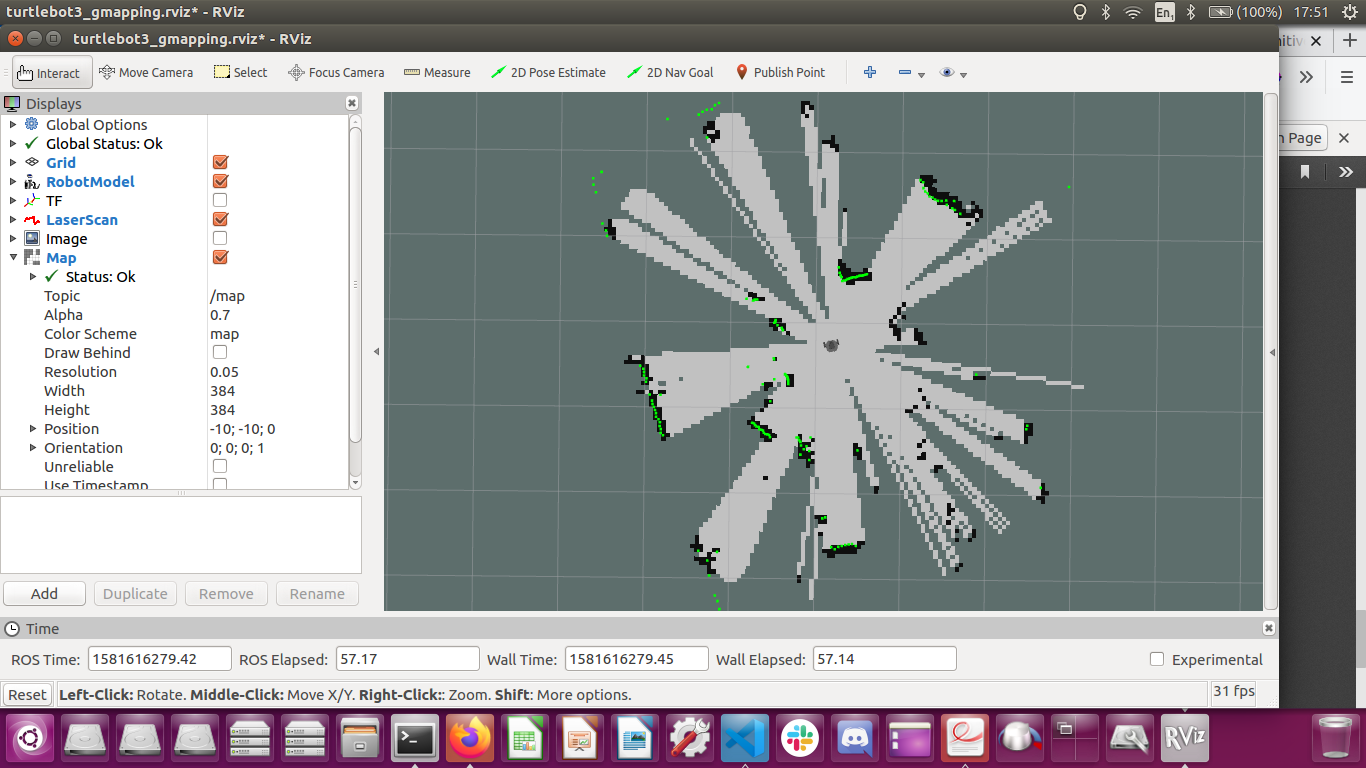 turtlebot3_gmapping.rviz* - RViz
En1
(100%)
17:51
turtlebot3_gmapping.rviz* - RViz
Interact
Move Camera
Select
Focus Camera
Measure
2D Pose Estimate
2D Nav Goal
Publish Point
Displays
Global Options
Global Status: Ok
Grid
RobotModel
TF
LaserScan
Image
Map
Status: Ok
Topic /map
Alpha 0.7
Color Scheme map
Draw Behind
Resolution 0.05
Width 384
Height 384
Position -10; -10; 0
Orientation 0; 0; 0; 1
Unreliable
Use Timestamp
Add
Duplicate
Remove
Rename
Page
Time
ROS Time: 1581616279.42
ROS Elapsed: 57.17
Wall Time: 1581616279.45
Wall Elapsed: 57.14
Experimental
Reset
Left-Click: Rotate. Middle-Click: Move X/Y. Right-Click:: Zoom. Shift: More options.
31 fps
RViz